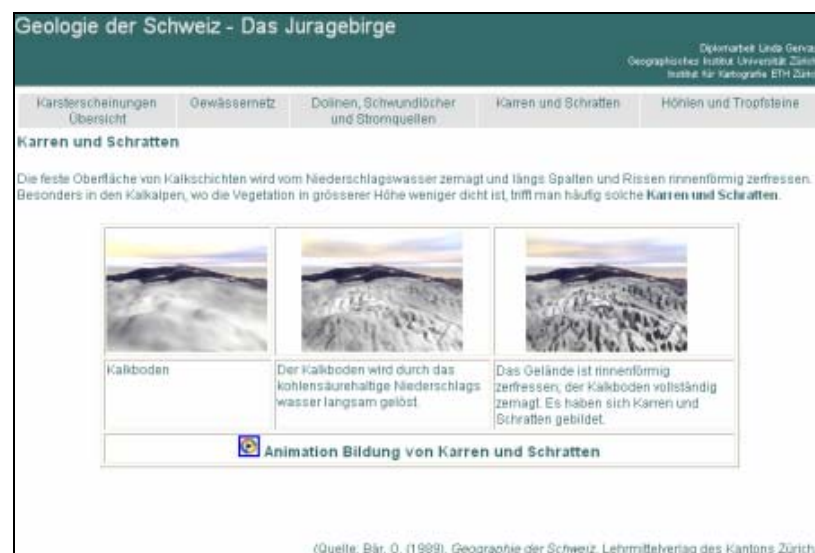 Geologie der Schweiz - Das Juragebirge
Diplomarbeit Linda Gerva
Geographisches Institut Universität Züric
Institut für Kartografie ETH Züric
Karsterscheinungen Übersicht
Gewässernetz
Dolinen, Schwundlöcher und Stromquellen
Karren und Schratten
Höhlen und Tropfsteine
Karren und Schratten
Die feste Oberfläche von Kalkschichten wird vom Niederschlagswasser zernagt und längs Spalten und Rissen rinnenförmig zerfressen.
Besonders in den Kalkalpen, wo die Vegetation in grösserer Höhe weniger dicht ist, trifft man häufig solche Karren und Schratten.
Kalkboden
Der Kalkboden wird durch das
kohlensäurehaltige Niederschlags
wasser langsam gelöst.
Das Gelände ist rinnenförmig
zerfressen, der Kalkboden vollständig
zernagt. Es haben sich Karren und
Schratten gebildet.
Animation Bildung von Karren und Schratten
(Quelle: Bär, O. (1989), Geographie der Schweiz. Lehrmittelverlag des Kantons Zürich